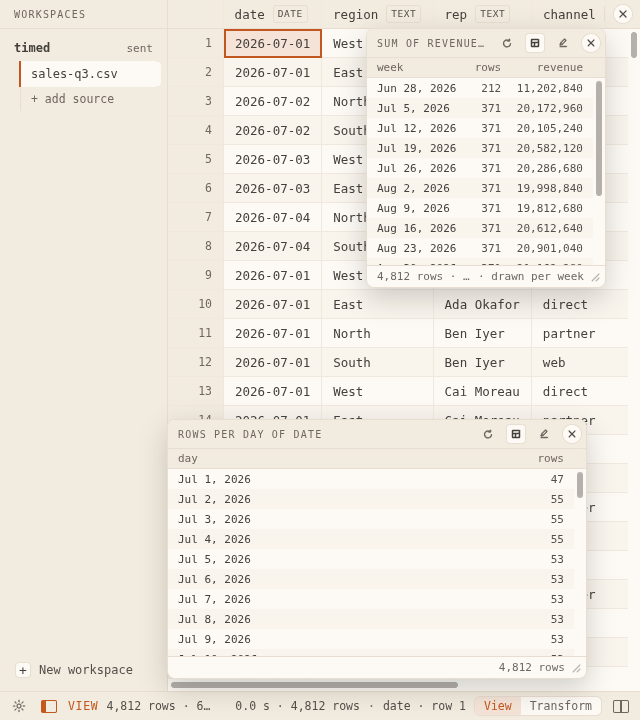 WORKSPACES
timed sent
sales-q3.csv
+ add source
+ New workspace
date DATE region TEXT rep TEXT channel
1 2026-07-01 West
2 2026-07-01 East
3 2026-07-02 North
4 2026-07-02 South
5 2026-07-03 West
6 2026-07-03 East
7 2026-07-04 North
8 2026-07-04 South
9 2026-07-01 West
10 2026-07-01 East Ada Okafor direct
11 2026-07-01 North Ben Iyer partner
12 2026-07-01 South Ben Iyer web
13 2026-07-01 West Cai Moreau direct
14 2026-07-01 East Cai Moreau partner
SUM OF REVENUE…
week rows revenue
Jun 28, 2026 212 11,202,840
Jul 5, 2026 371 20,172,960
Jul 12, 2026 371 20,105,240
Jul 19, 2026 371 20,582,120
Jul 26, 2026 371 20,286,680
Aug 2, 2026 371 19,998,840
Aug 9, 2026 371 19,812,680
Aug 16, 2026 371 20,612,640
Aug 23, 2026 371 20,901,040
4,812 rows · … · drawn per week
ROWS PER DAY OF DATE
day rows
Jul 1, 2026 47
Jul 2, 2026 55
Jul 3, 2026 55
Jul 4, 2026 55
Jul 5, 2026 53
Jul 6, 2026 53
Jul 7, 2026 53
Jul 8, 2026 53
Jul 9, 2026 53
4,812 rows
VIEW 4,812 rows · 6… 0.0 s · 4,812 rows · date · row 1 View Transform